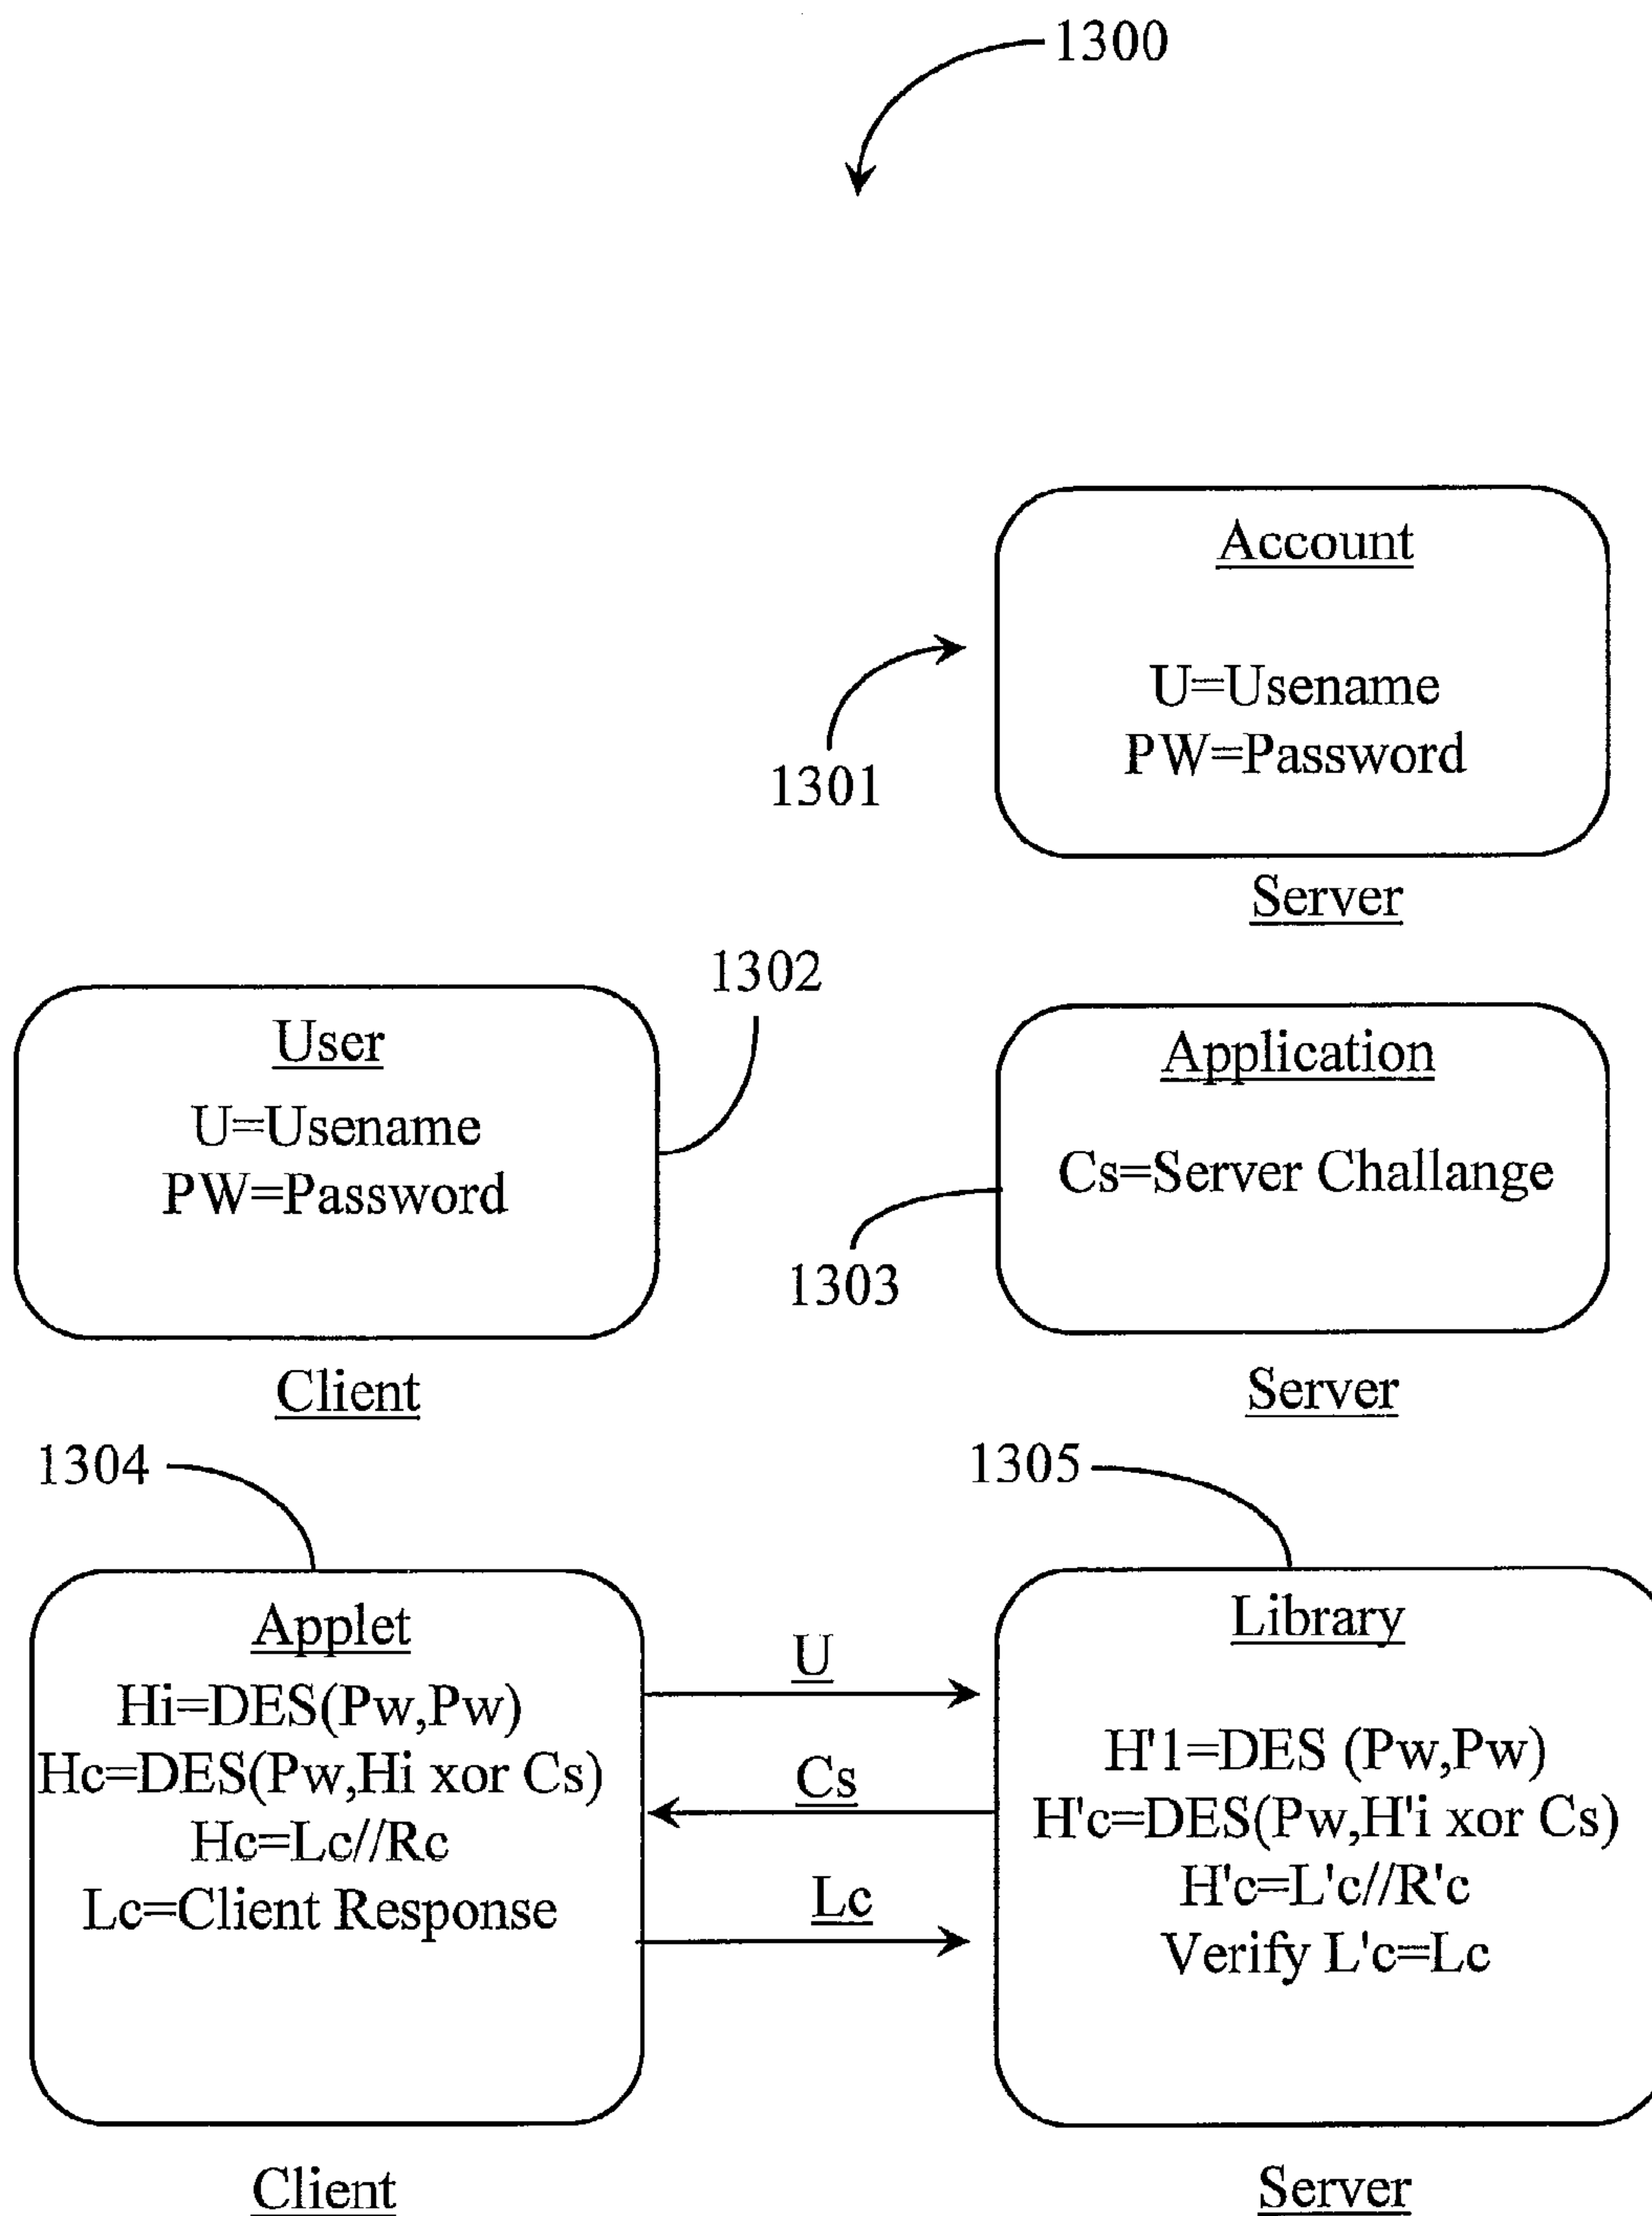 1300
Account
U=Usename
PW=Password
1301
Server
1302
User
U=Usename
PW=Password
Client
Application
Cs=Server Challange
1303
Server
1304
Applet
Hi=DES(Pw,Pw)
Hc=DES(Pw,Hi xor Cs)
Hc=Lc//Rc
Lc=Client Response
Client
U
Cs
Lc
1305
Library
H'1=DES (Pw,Pw)
H'c=DES(Pw,H'i xor Cs)
H'c=L'c//R'c
Verify L'c=Lc
Server